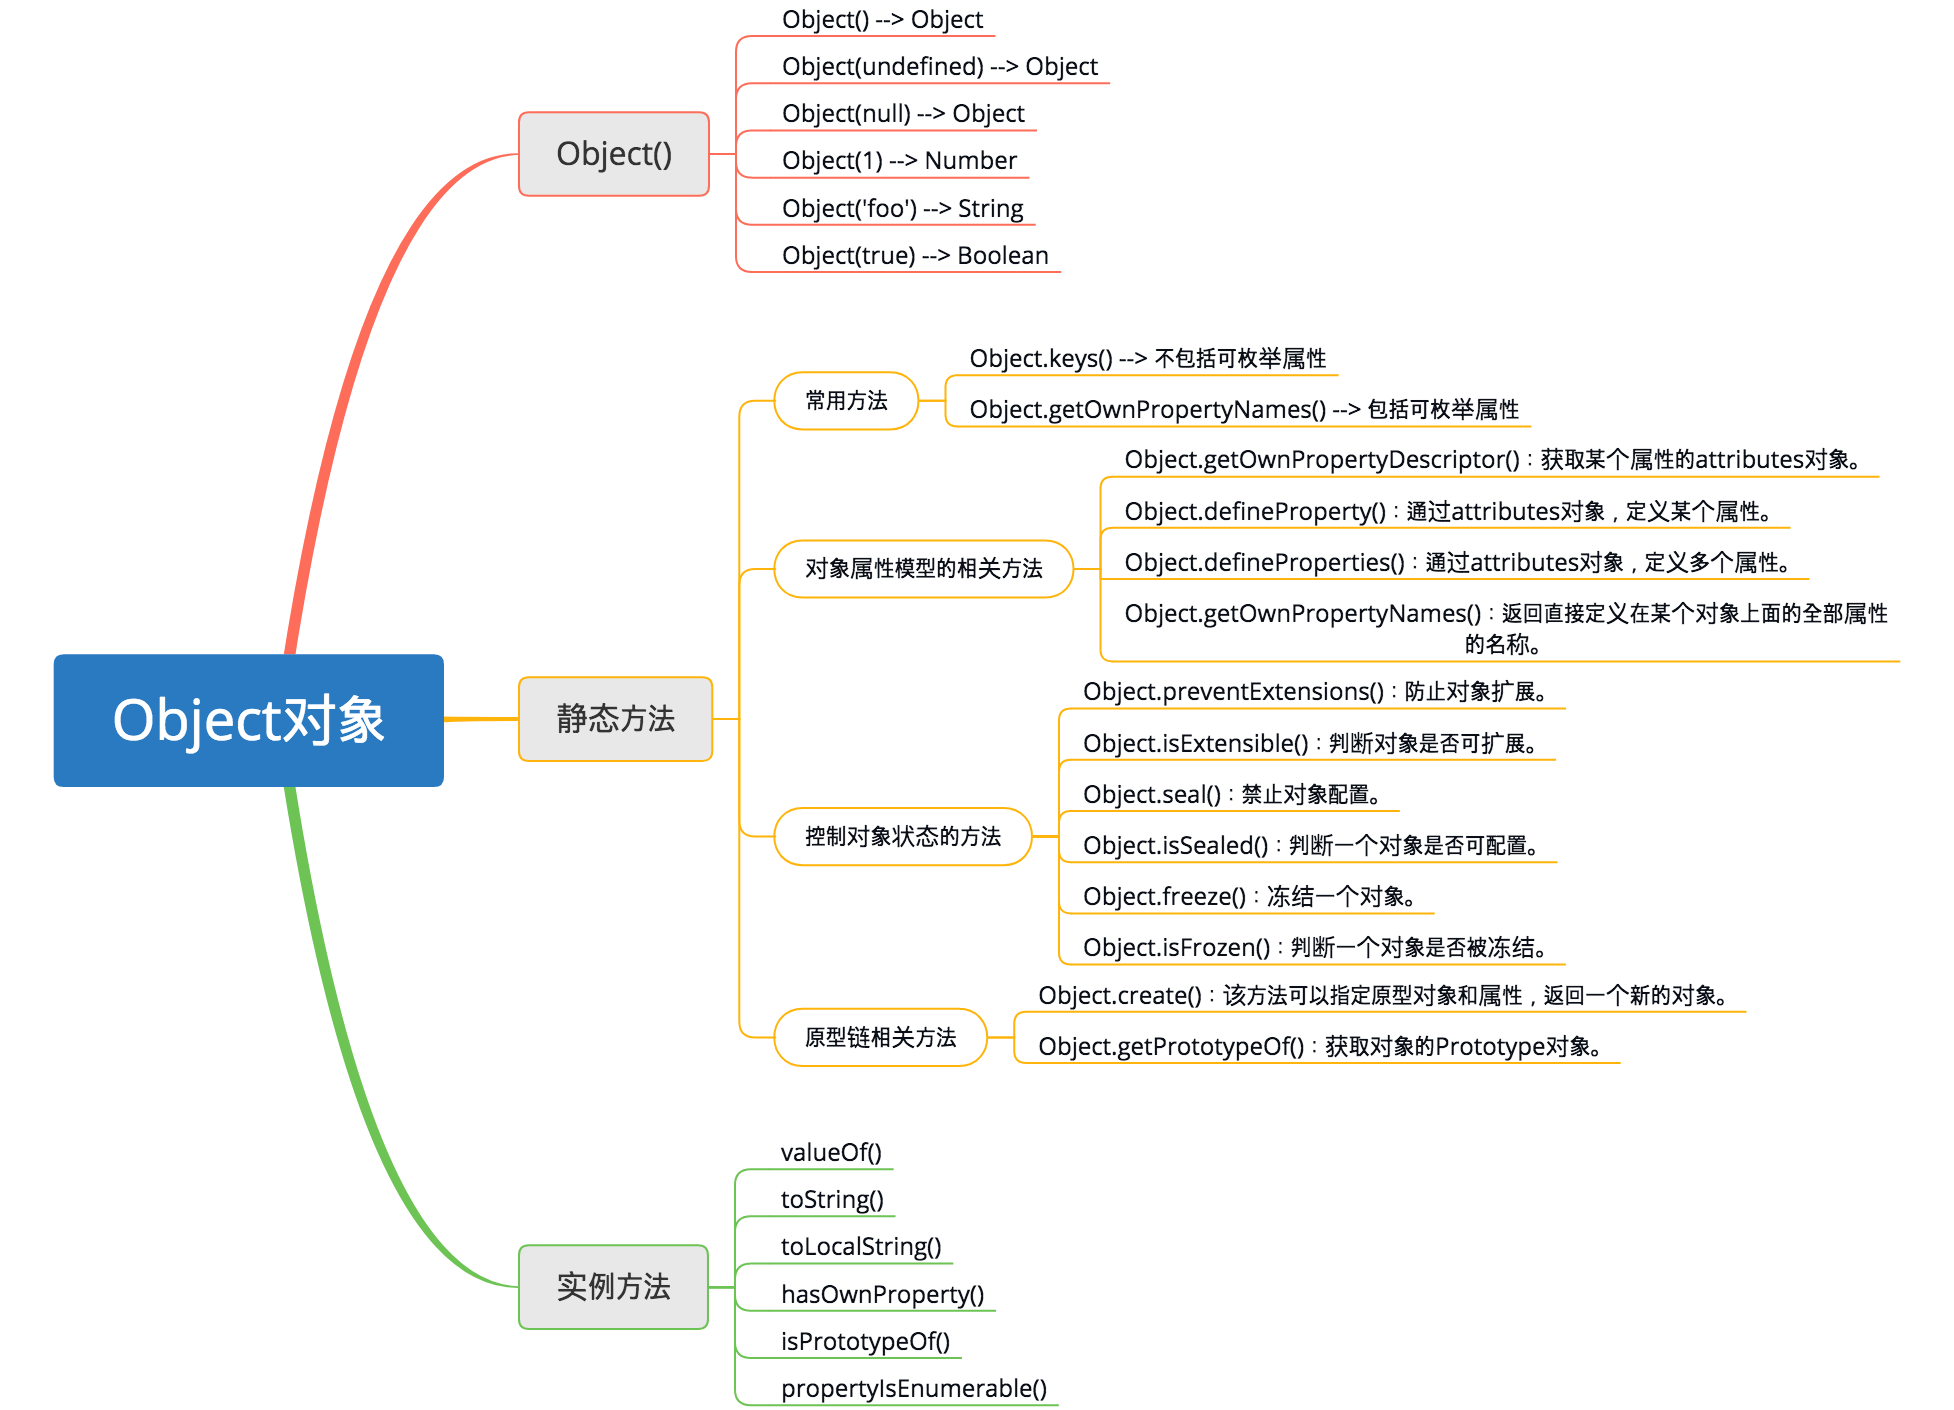 Object对象
Object()
Object() --> Object
Object(undefined) --> Object
Object(null) --> Object
Object(1) --> Number
Object('foo') --> String
Object(true) --> Boolean
静态方法
常用方法
Object.keys() --> 不包括可枚举属性
Object.getOwnPropertyNames() --> 包括可枚举属性
对象属性模型的相关方法
Object.getOwnPropertyDescriptor()：获取某个属性的attributes对象。
Object.defineProperty()：通过attributes对象，定义某个属性。
Object.defineProperties()：通过attributes对象，定义多个属性。
Object.getOwnPropertyNames()：返回直接定义在某个对象上面的全部属性
的名称。
控制对象状态的方法
Object.preventExtensions()：防止对象扩展。
Object.isExtensible()：判断对象是否可扩展。
Object.seal()：禁止对象配置。
Object.isSealed()：判断一个对象是否可配置。
Object.freeze()：冻结一个对象。
Object.isFrozen()：判断一个对象是否被冻结。
原型链相关方法
Object.create()：该方法可以指定原型对象和属性，返回一个新的对象。
Object.getPrototypeOf()：获取对象的Prototype对象。
实例方法
valueOf()
toString()
toLocalString()
hasOwnProperty()
isPrototypeOf()
propertyIsEnumerable()